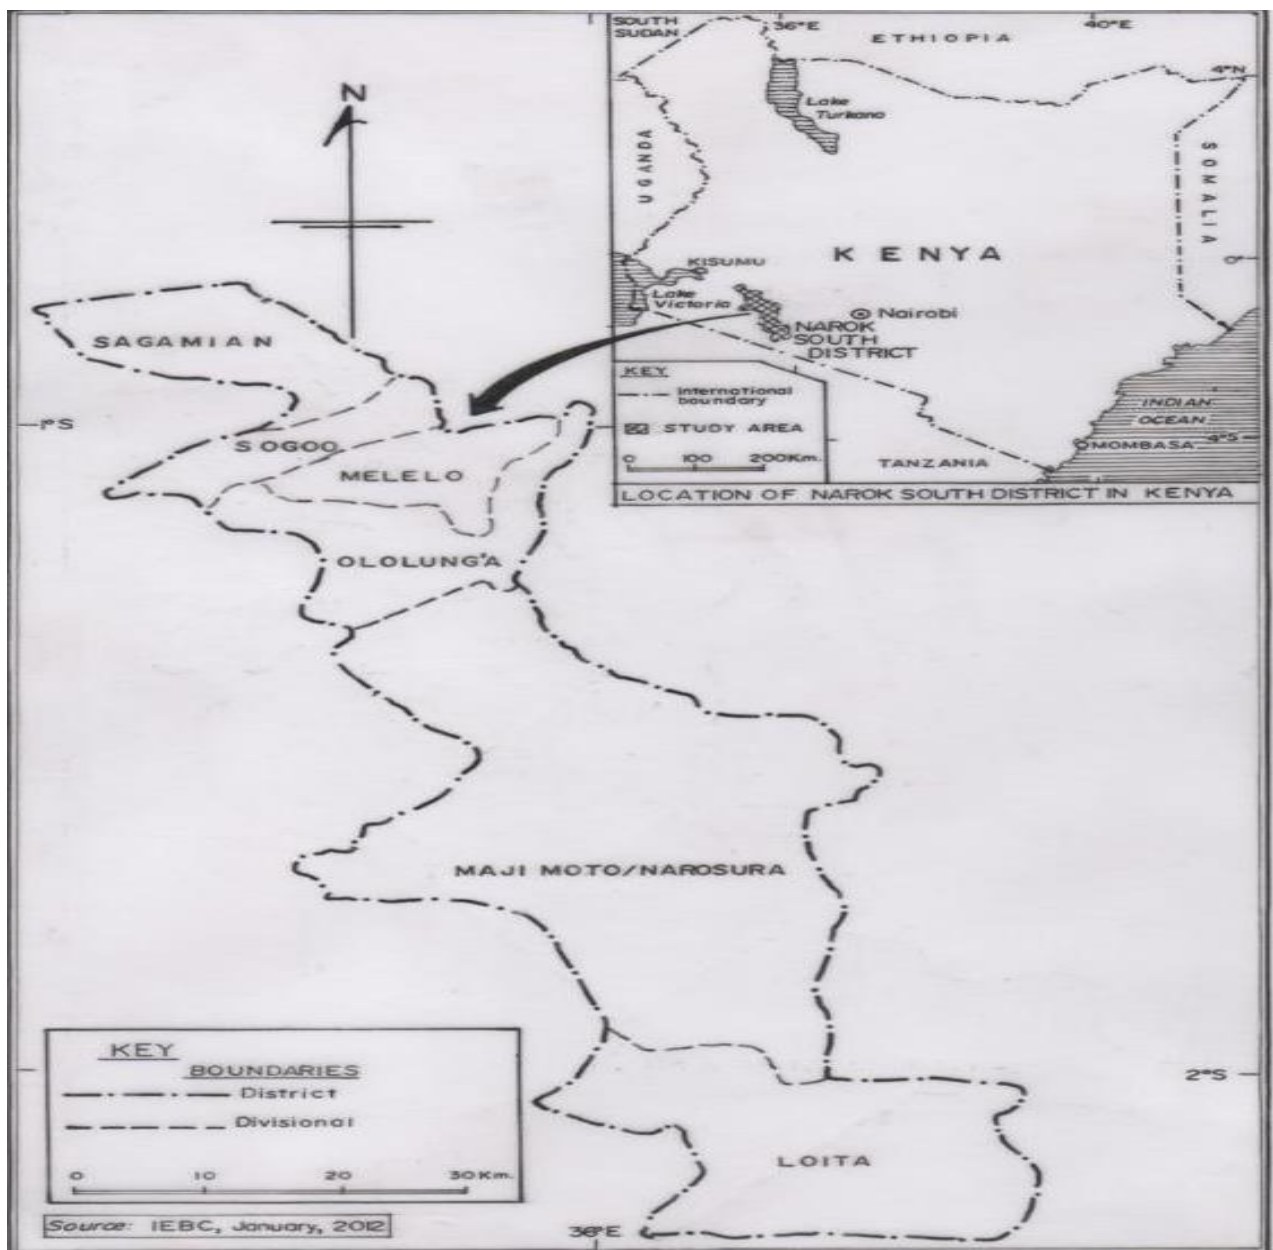 SOUTH
SUDAN
36°E
40°E
ETHIOPIA
4°N
Lake
Turkana
UGANDA
SOMALIA
KENYA
0°
KISUMU
Lake
Victoria
Nairobi
NAROK
SOUTH
DISTRICT
KEY
International
boundary
STUDY AREA
0 100 200Km.
INDIAN
OCEAN
4°S
MOMBASA
TANZANIA
LOCATION OF NAROK SOUTH DISTRICT IN KENYA
N
SAGAMIAN
1°S
SOGOO
MELELO
OLOLUNG'A
MAJI MOTO/NAROSURA
2°S
LOITA
KEY
BOUNDARIES
District
Divisional
0 10 20 30Km.
Source: IEBC, January, 2012
36°E